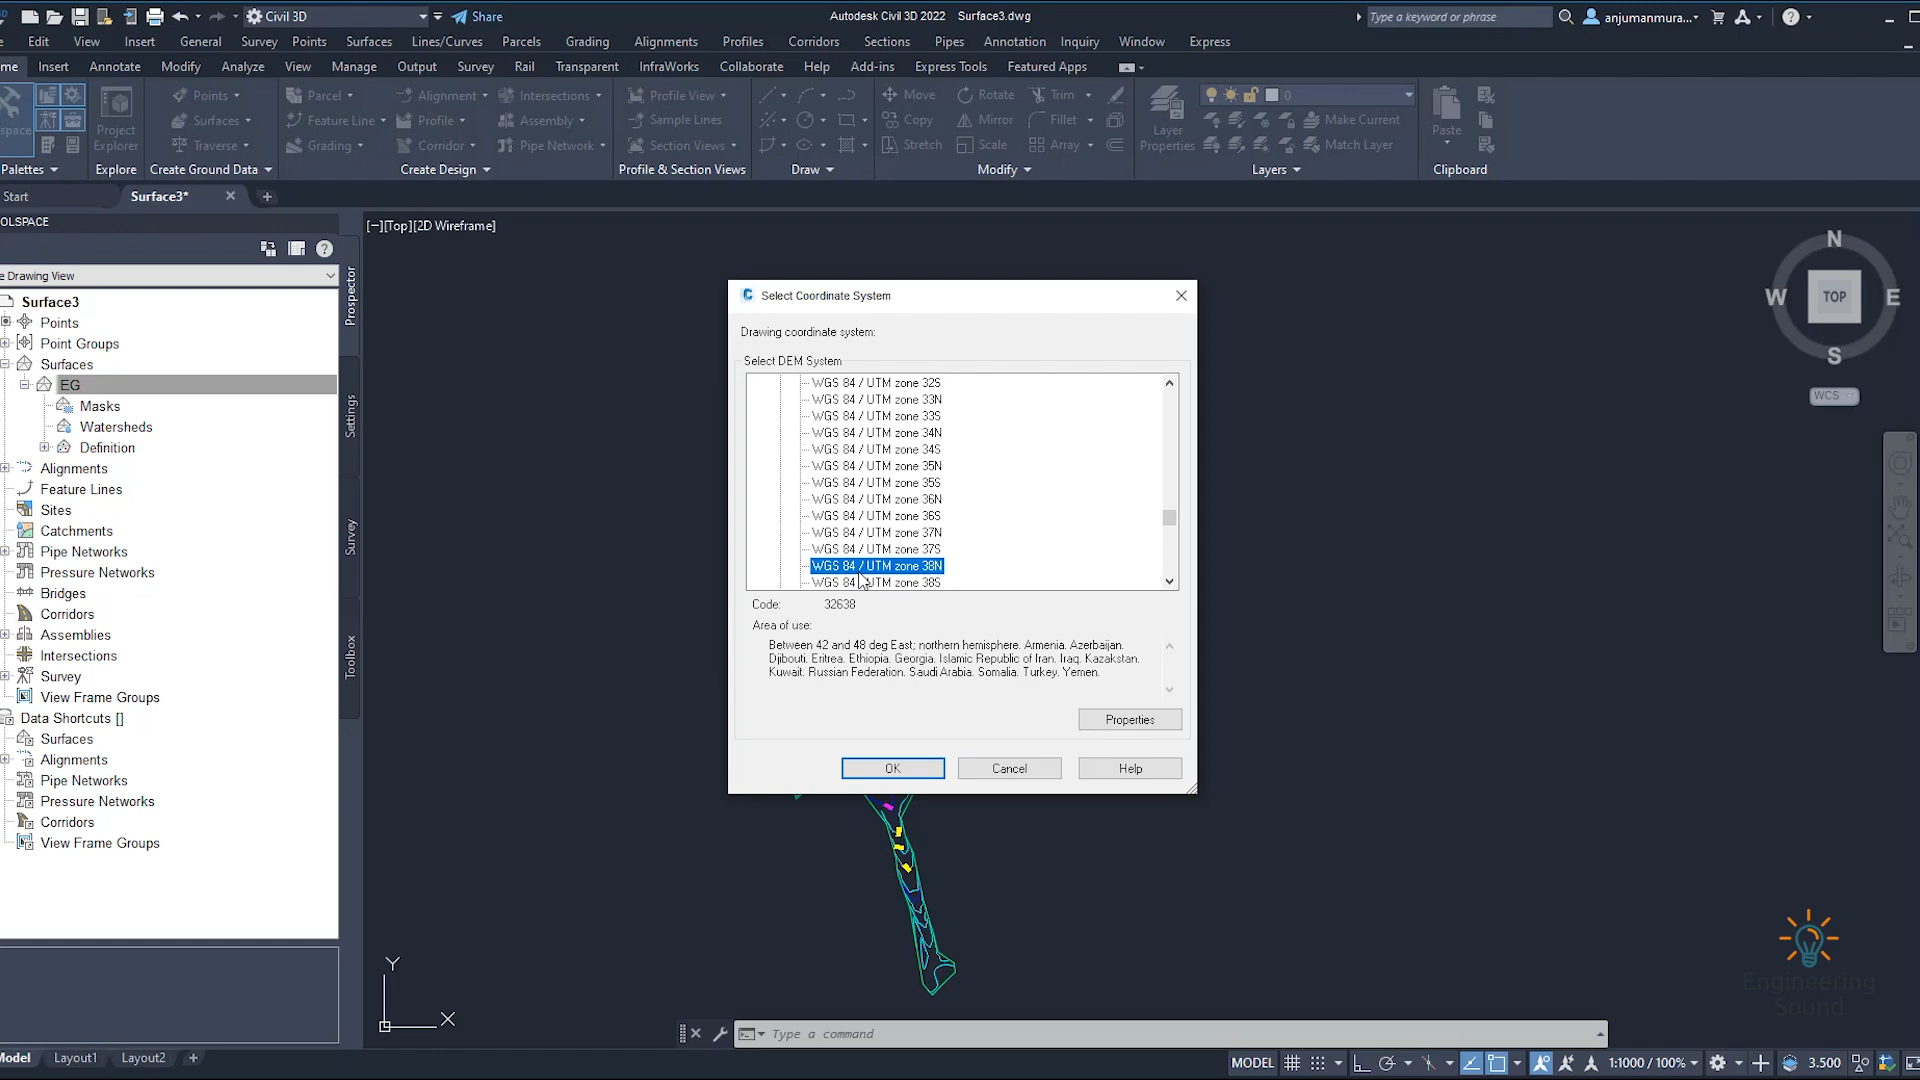 Civil 3D
Share
Autodesk Civil 3D 2022 Surface3.dwg
Type a keyword or phrase
anjumanmura...
Edit View Insert General Survey Points Surfaces Lines/Curves Parcels Grading Alignments Profiles Corridors Sections Pipes Annotation Inquiry Window Express
me Insert Annotate Modify Analyze View Manage Output Survey Rail Transparent InfraWorks Collaborate Help Add-ins Express Tools Featured Apps
Points Parcel Alignment Intersections Profile View Move Rotate Trim 0
space Project Explorer Surfaces Feature Line Profile Assembly Sample Lines Copy Mirror Fillet Layer Properties Make Current Paste
Traverse Grading Corridor Pipe Network Section Views Stretch Scale Array Match Layer
Palettes Explore Create Ground Data Create Design Profile & Section Views Draw Modify Layers Clipboard
Start Surface3*
OLSPACE
e Drawing View
Surface3
Points
Point Groups
Surfaces
EG
Masks
Watersheds
Definition
Alignments
Feature Lines
Sites
Catchments
Pipe Networks
Pressure Networks
Bridges
Corridors
Assemblies
Intersections
Survey
View Frame Groups
Data Shortcuts []
Surfaces
Alignments
Pipe Networks
Pressure Networks
Corridors
View Frame Groups
Prospector
Settings
Survey
Toolbox
[−][Top][2D Wireframe]
Select Coordinate System
Drawing coordinate system:
Select DEM System
WGS 84 / UTM zone 32S
WGS 84 / UTM zone 33N
WGS 84 / UTM zone 33S
WGS 84 / UTM zone 34N
WGS 84 / UTM zone 34S
WGS 84 / UTM zone 35N
WGS 84 / UTM zone 35S
WGS 84 / UTM zone 36N
WGS 84 / UTM zone 36S
WGS 84 / UTM zone 37N
WGS 84 / UTM zone 37S
WGS 84 / UTM zone 38N
WGS 84 / UTM zone 38S
Code: 32638
Area of use:
Between 42 and 48 deg East; northern hemisphere. Armenia. Azerbaijan.
Djibouti. Eritrea. Ethiopia. Georgia. Islamic Republic of Iran. Iraq. Kazakstan.
Kuwait. Russian Federation. Saudi Arabia. Somalia. Turkey. Yemen.
Properties
OK Cancel Help
N
W TOP E
S
WCS
Y
X
Engineering
Sound
Type a command
Model Layout1 Layout2
MODEL 1:1000 / 100% 3.500